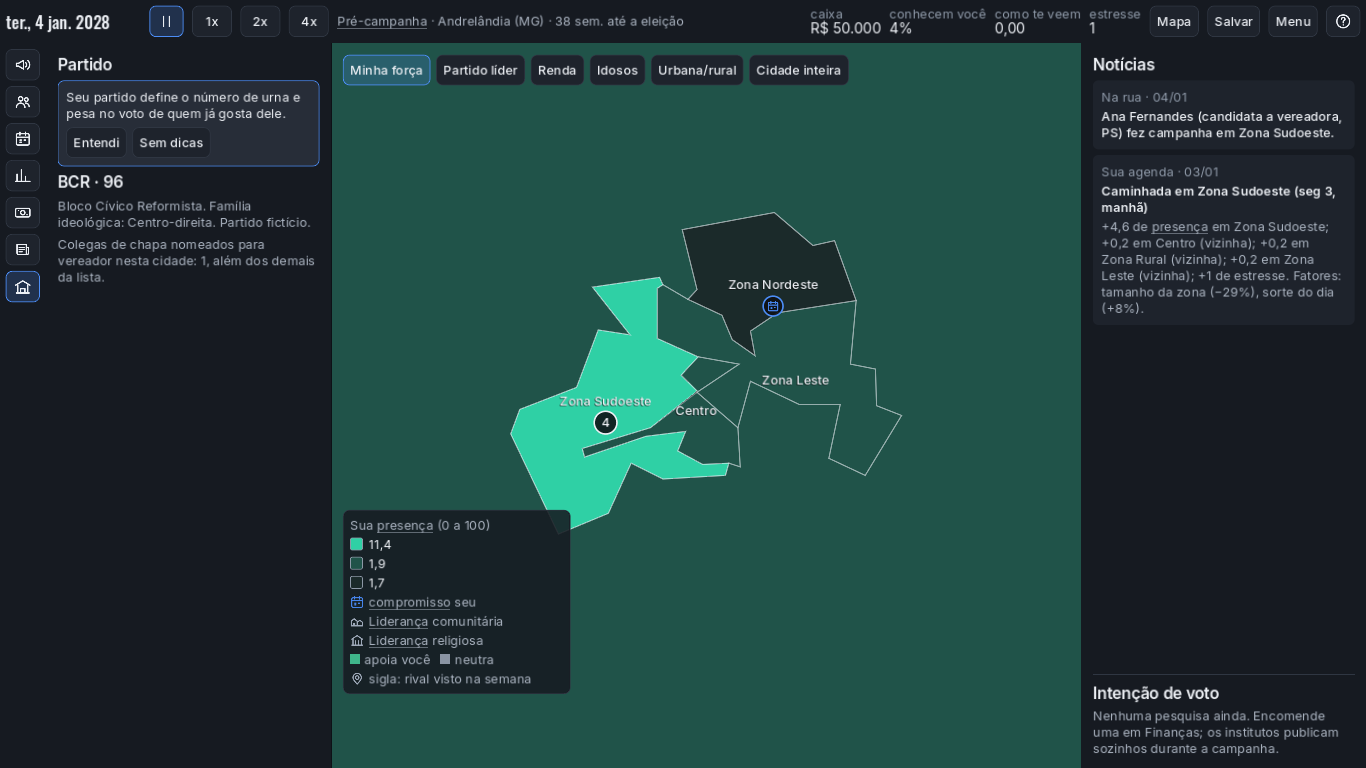 ter., 4 jan. 2028
1x
2x
4x
Pré-campanha · Andrelândia (MG) · 38 sem. até a eleição
caixa
R$ 50.000
conhecem você
4%
como te veem
0,00
estresse
1
Mapa
Salvar
Menu
Partido
Seu partido define o número de urna e
pesa no voto de quem já gosta dele.
Entendi
Sem dicas
BCR · 96
Bloco Cívico Reformista. Família
ideológica: Centro-direita. Partido fictício.
Colegas de chapa nomeados para
vereador nesta cidade: 1, além dos demais
da lista.
Minha força
Partido líder
Renda
Idosos
Urbana/rural
Cidade inteira
Zona Nordeste
Zona Leste
Zona Sudoeste
4
Centro
Sua presença (0 a 100)
11,4
1,9
1,7
compromisso seu
Liderança comunitária
Liderança religiosa
apoia você
neutra
sigla: rival visto na semana
Notícias
Na rua · 04/01
Ana Fernandes (candidata a vereadora,
PS) fez campanha em Zona Sudoeste.
Sua agenda · 03/01
Caminhada em Zona Sudoeste (seg 3,
manhã)
+4,6 de presença em Zona Sudoeste;
+0,2 em Centro (vizinha); +0,2 em
Zona Rural (vizinha); +0,2 em Zona
Leste (vizinha); +1 de estresse. Fatores:
tamanho da zona (−29%), sorte do dia
(+8%).
Intenção de voto
Nenhuma pesquisa ainda. Encomende
uma em Finanças; os institutos publicam
sozinhos durante a campanha.